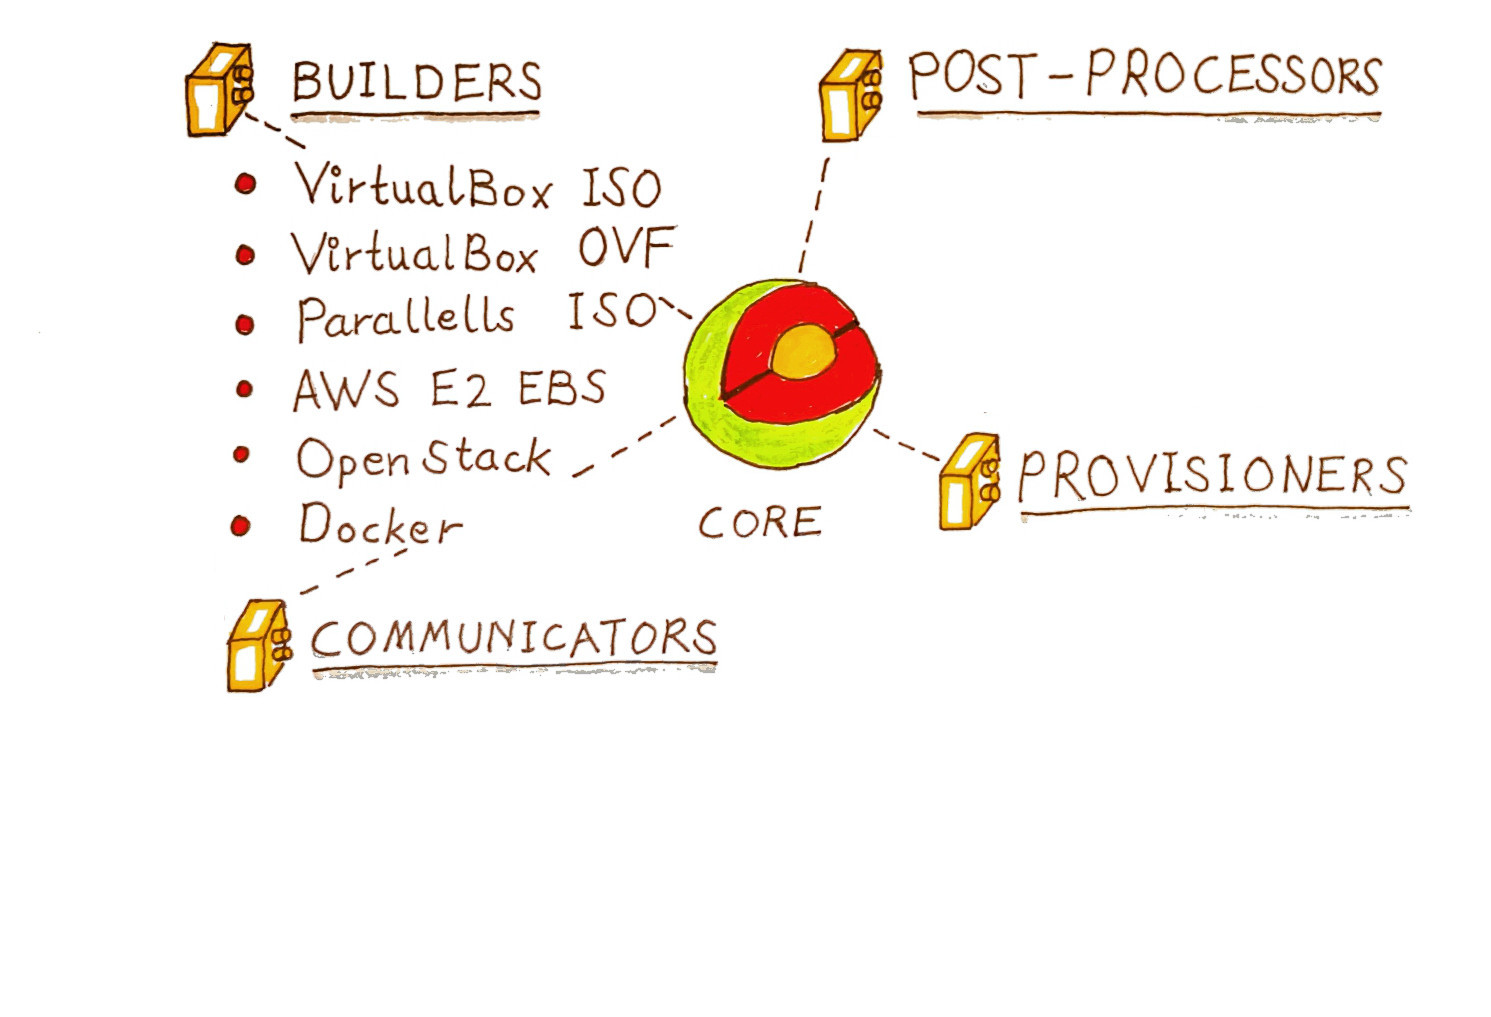 BUILDERS
VirtualBox ISO
VirtualBox OVF
Parallells ISO
AWS E2 EBS
OpenStack
Docker
COMMUNICATORS
POST-PROCESSORS
CORE
PROVISIONERS